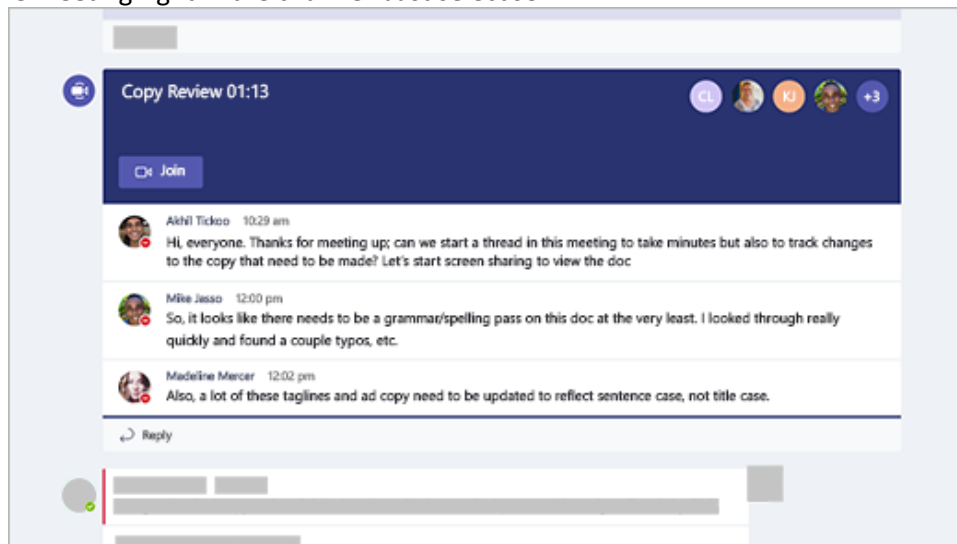 Copy Review 01:13
CL
KJ
+3
Join
Akhil Tickoo 10:29 am
Hi, everyone. Thanks for meeting up; can we start a thread in this meeting to take minutes but also to track changes
to the copy that need to be made? Let's start screen sharing to view the doc
Mike Jasso 12:00 pm
So, it looks like there needs to be a grammar/spelling pass on this doc at the very least. I looked through really
quickly and found a couple typos, etc.
Madeline Mercer 12:02 pm
Also, a lot of these taglines and ad copy need to be updated to reflect sentence case, not title case.
Reply